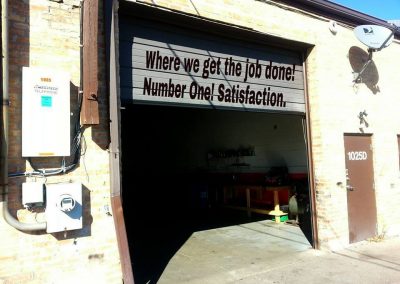 Where we get the job done!
Number One! Satisfaction.
1025D